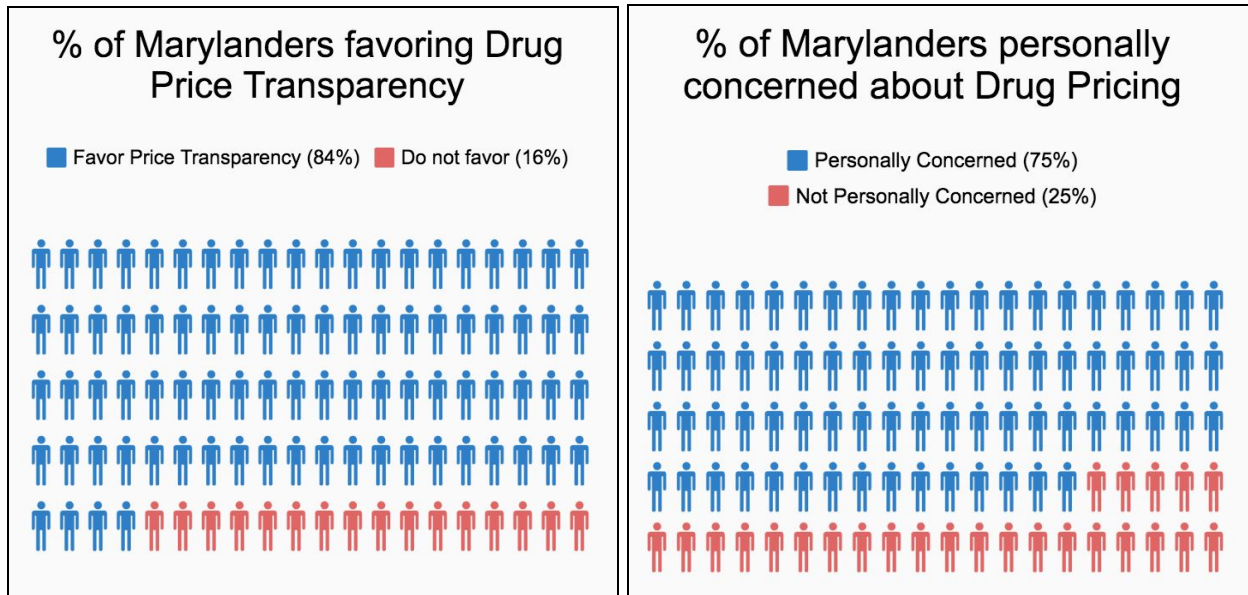 % of Marylanders favoring Drug
Price Transparency
Favor Price Transparency (84%) Do not favor (16%)
% of Marylanders personally
concerned about Drug Pricing
Personally Concerned (75%)
Not Personally Concerned (25%)